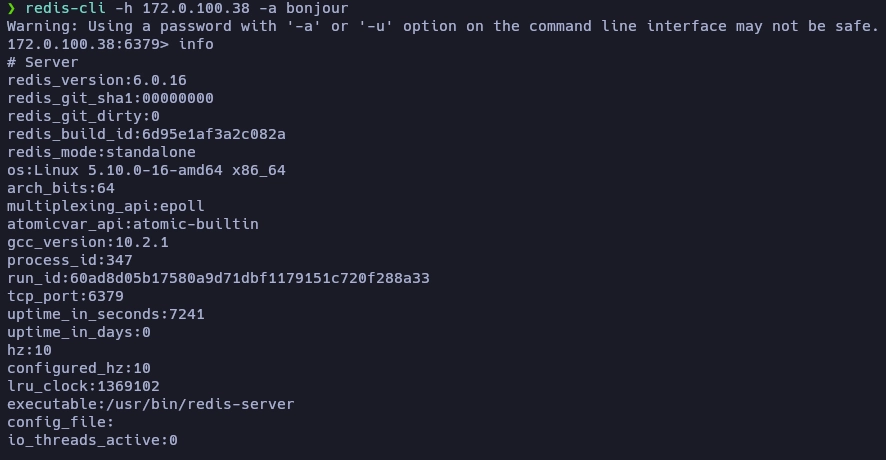 ❯ redis-cli -h 172.0.100.38 -a bonjour
Warning: Using a password with '-a' or '-u' option on the command line interface may not be safe.
172.0.100.38:6379> info
# Server
redis_version:6.0.16
redis_git_sha1:00000000
redis_git_dirty:0
redis_build_id:6d95e1af3a2c082a
redis_mode:standalone
os:Linux 5.10.0-16-amd64 x86_64
arch_bits:64
multiplexing_api:epoll
atomicvar_api:atomic-builtin
gcc_version:10.2.1
process_id:347
run_id:60ad8d05b17580a9d71dbf1179151c720f288a33
tcp_port:6379
uptime_in_seconds:7241
uptime_in_days:0
hz:10
configured_hz:10
lru_clock:1369102
executable:/usr/bin/redis-server
config_file:
io_threads_active:0